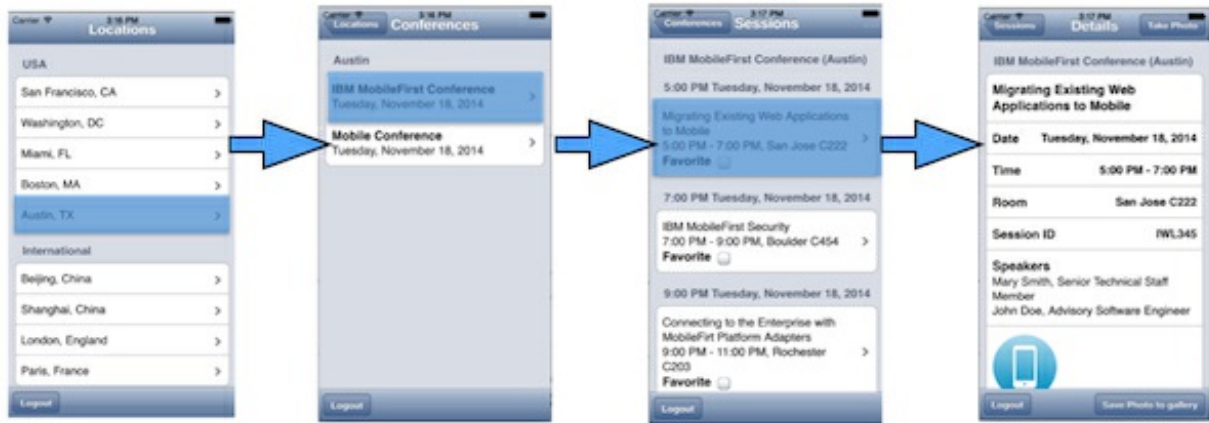 Carrier 3:16 PM
Locations
USA
San Francisco, CA
Washington, DC
Miami, FL
Boston, MA
Austin, TX
International
Beijing, China
Shanghai, China
London, England
Paris, France
Logout
Carrier 3:16 PM
Locations Conferences
Austin
IBM MobileFirst Conference
Tuesday, November 18, 2014
Mobile Conference
Tuesday, November 18, 2014
Logout
Carrier 3:17 PM
Conferences Sessions
IBM MobileFirst Conference (Austin)
5:00 PM Tuesday, November 18, 2014
Migrating Existing Web Applications
to Mobile
5:00 PM - 7:00 PM, San Jose C222
Favorite
7:00 PM Tuesday, November 18, 2014
IBM MobileFirst Security
7:00 PM - 9:00 PM, Boulder C454
Favorite
9:00 PM Tuesday, November 18, 2014
Connecting to the Enterprise with
MobileFirt Platform Adapters
9:00 PM - 11:00 PM, Rochester
C203
Favorite
Logout
Carrier 3:17 PM
Sessions Details Take Photo
IBM MobileFirst Conference (Austin)
Migrating Existing Web
Applications to Mobile
Date Tuesday, November 18, 2014
Time 5:00 PM - 7:00 PM
Room San Jose C222
Session ID IWL345
Speakers
Mary Smith, Senior Technical Staff
Member
John Doe, Advisory Software Engineer
Logout Save Photo to gallery